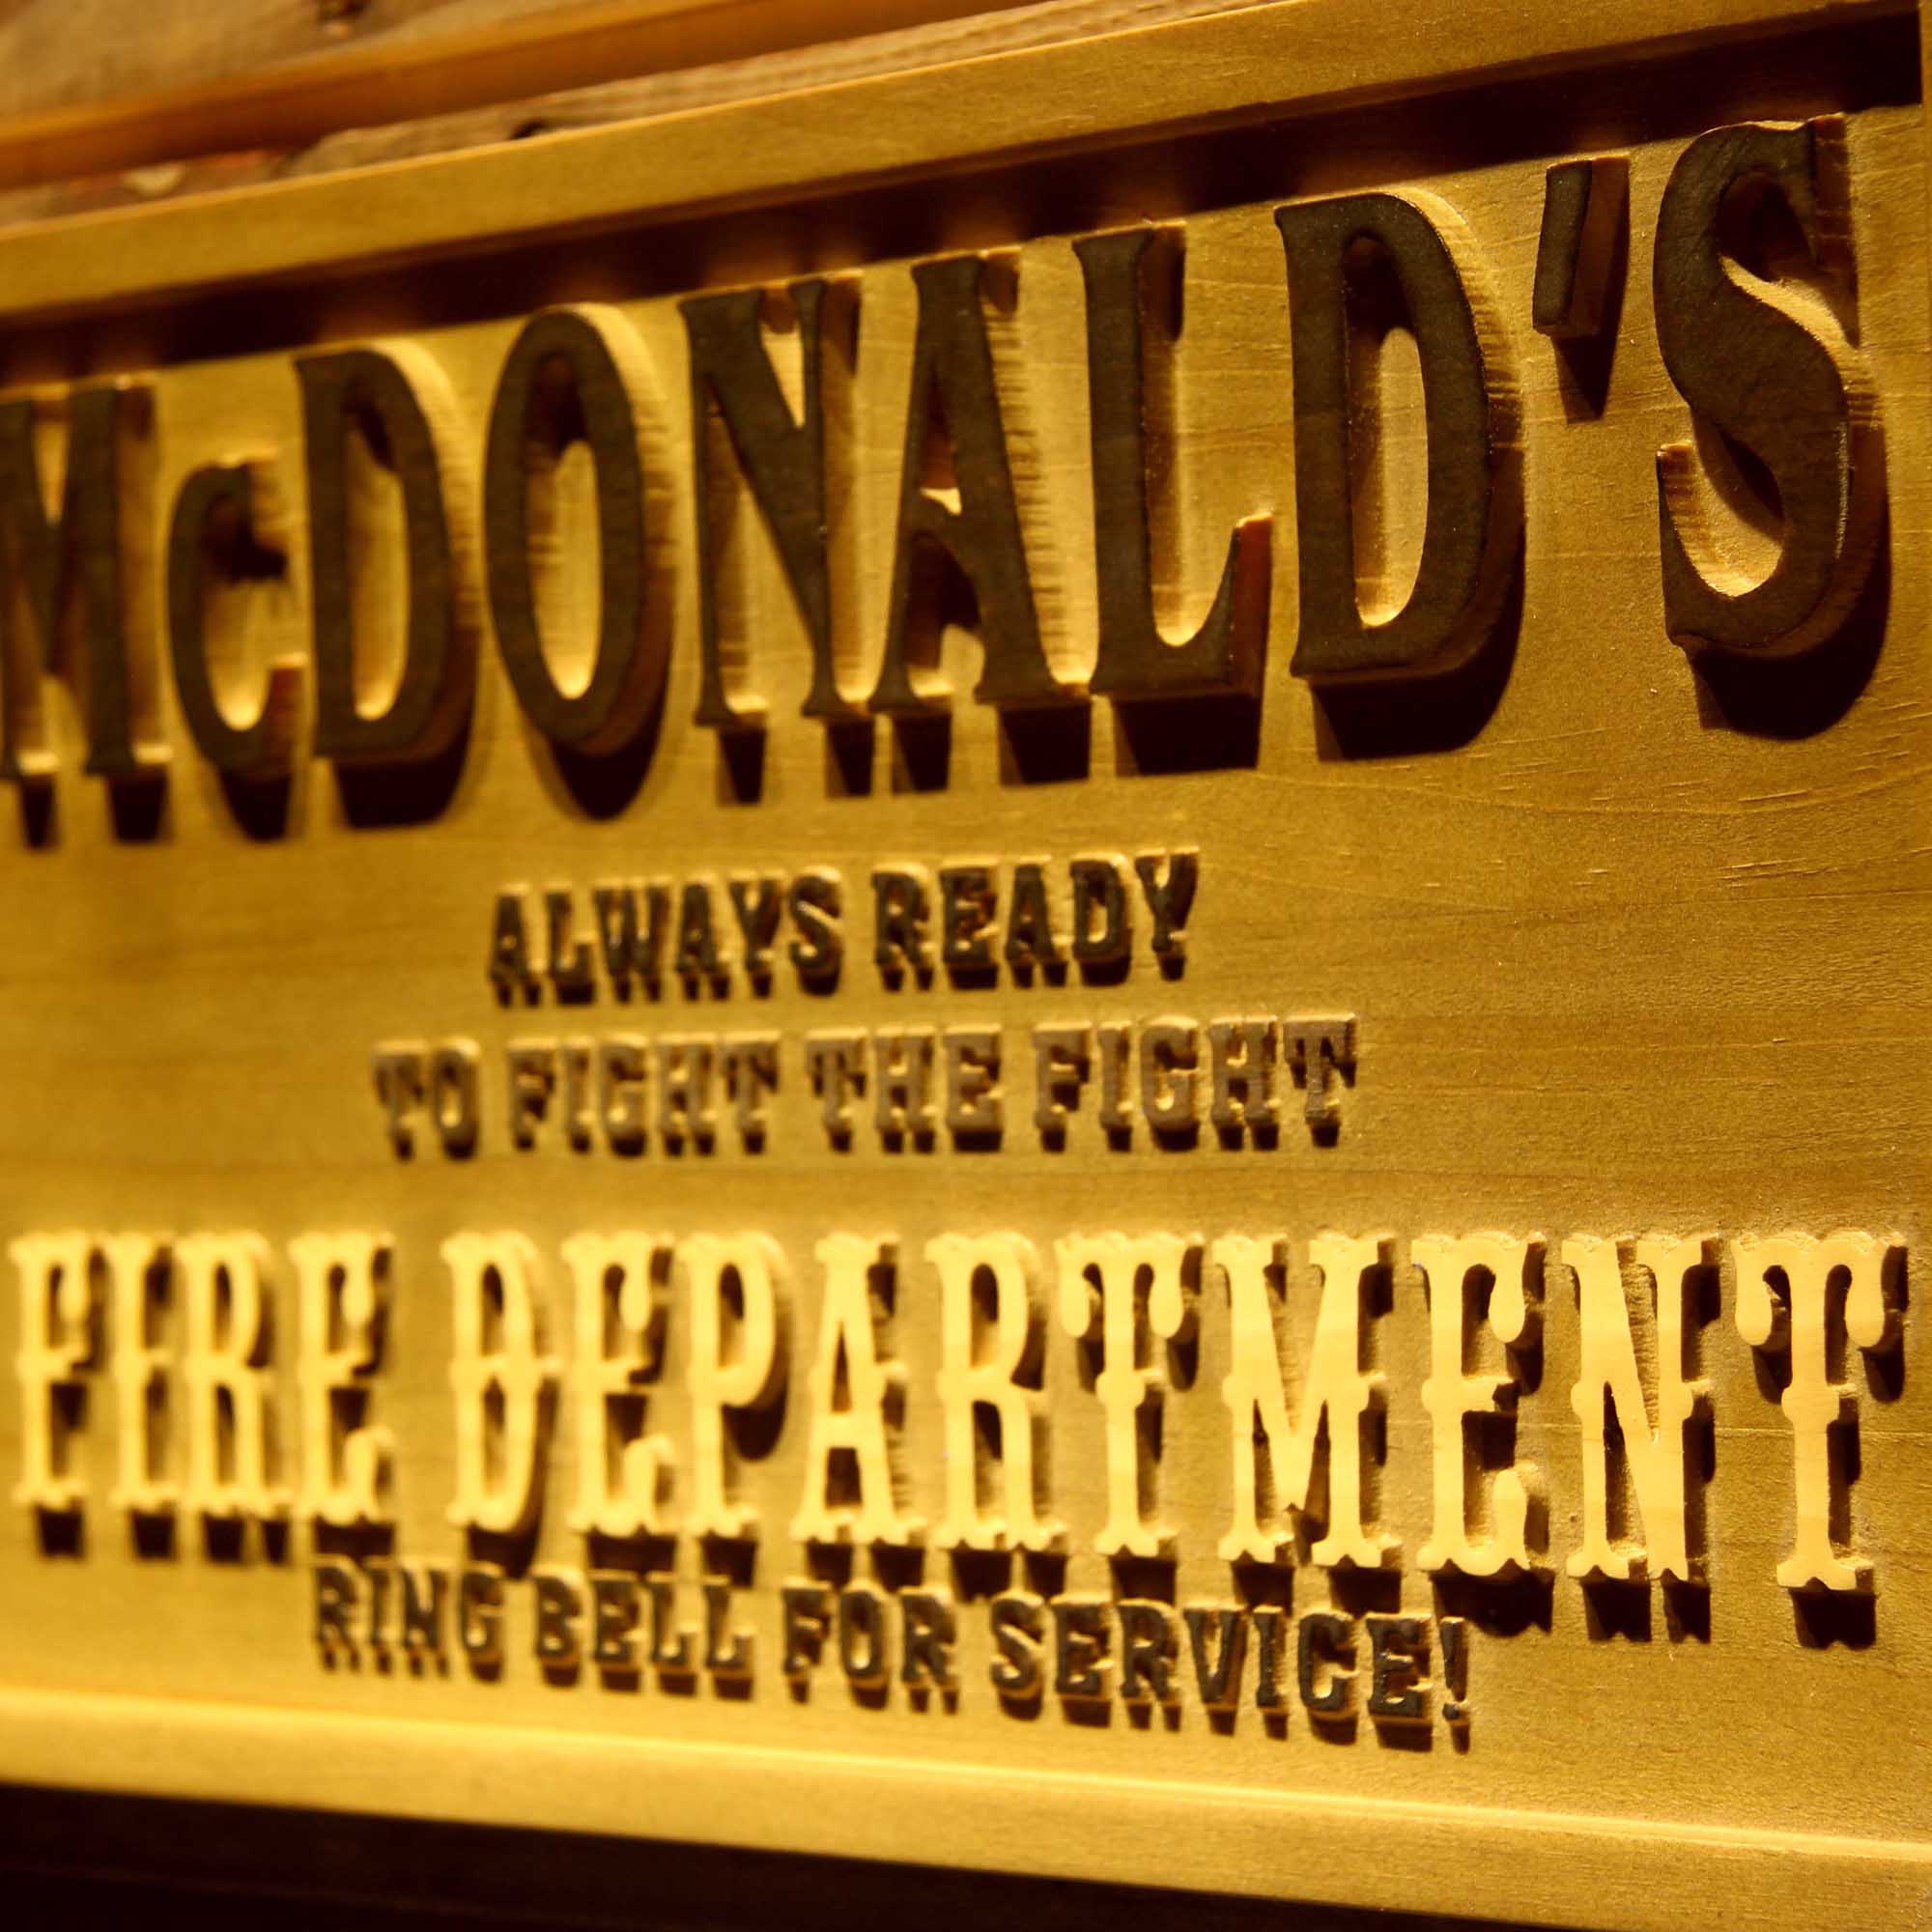 McDONALD'S
ALWAYS READY
TO FIGHT THE FIGHT
FIRE DEPARTMENT
RING BELL FOR SERVICE!